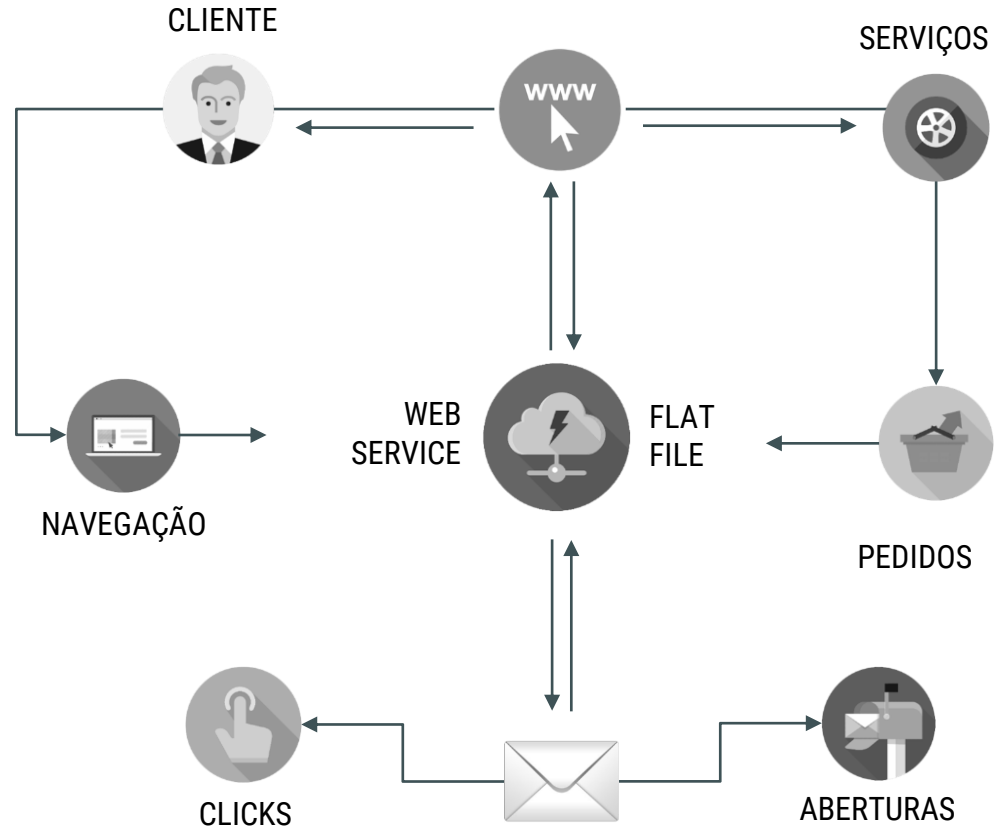 CLIENTE
SERVIÇOS
WWW
WEB
SERVICE
FLAT
FILE
NAVEGAÇÃO
PEDIDOS
CLICKS
ABERTURAS